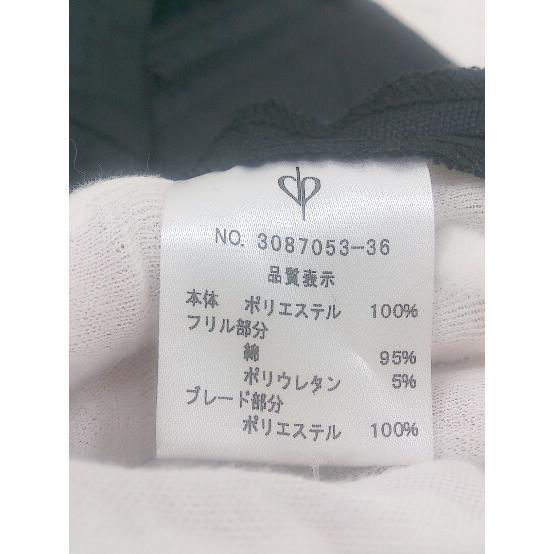 NO. 3087053-36
品質表示
本体 ポリエステル 100%
フリル部分
綿 95%
ポリウレタン 5%
ブレード部分
ポリエステル 100%